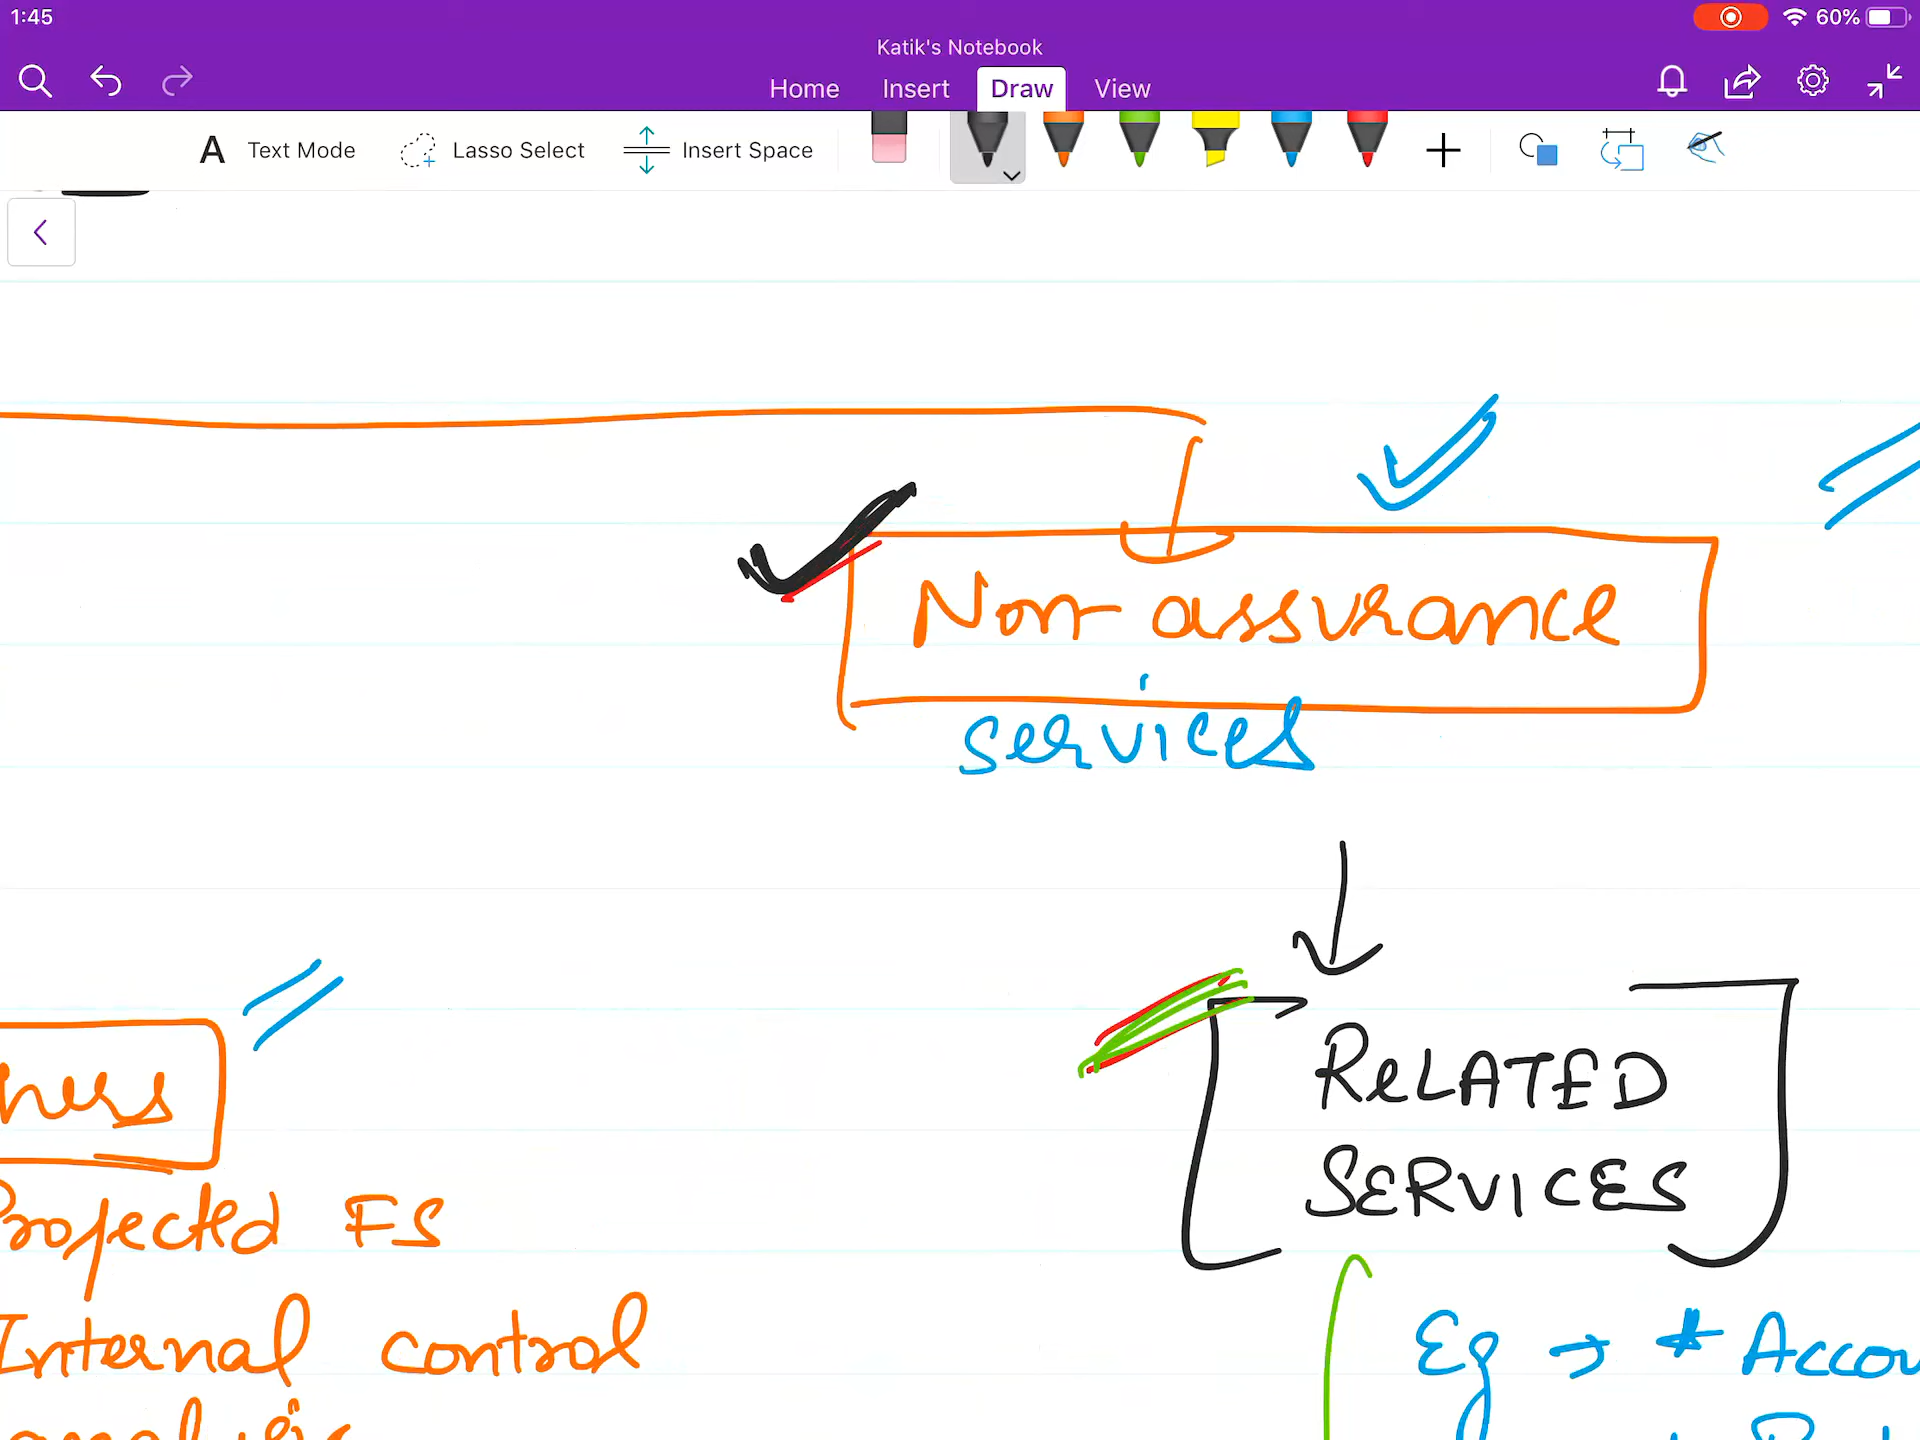 1:45
60%
Katik's Notebook
Home Insert Draw View
A Text Mode Lasso Select Insert Space
Non-assurance
services
RELATED
SERVICES
Projected FS
Internal control
Eg → * Accou